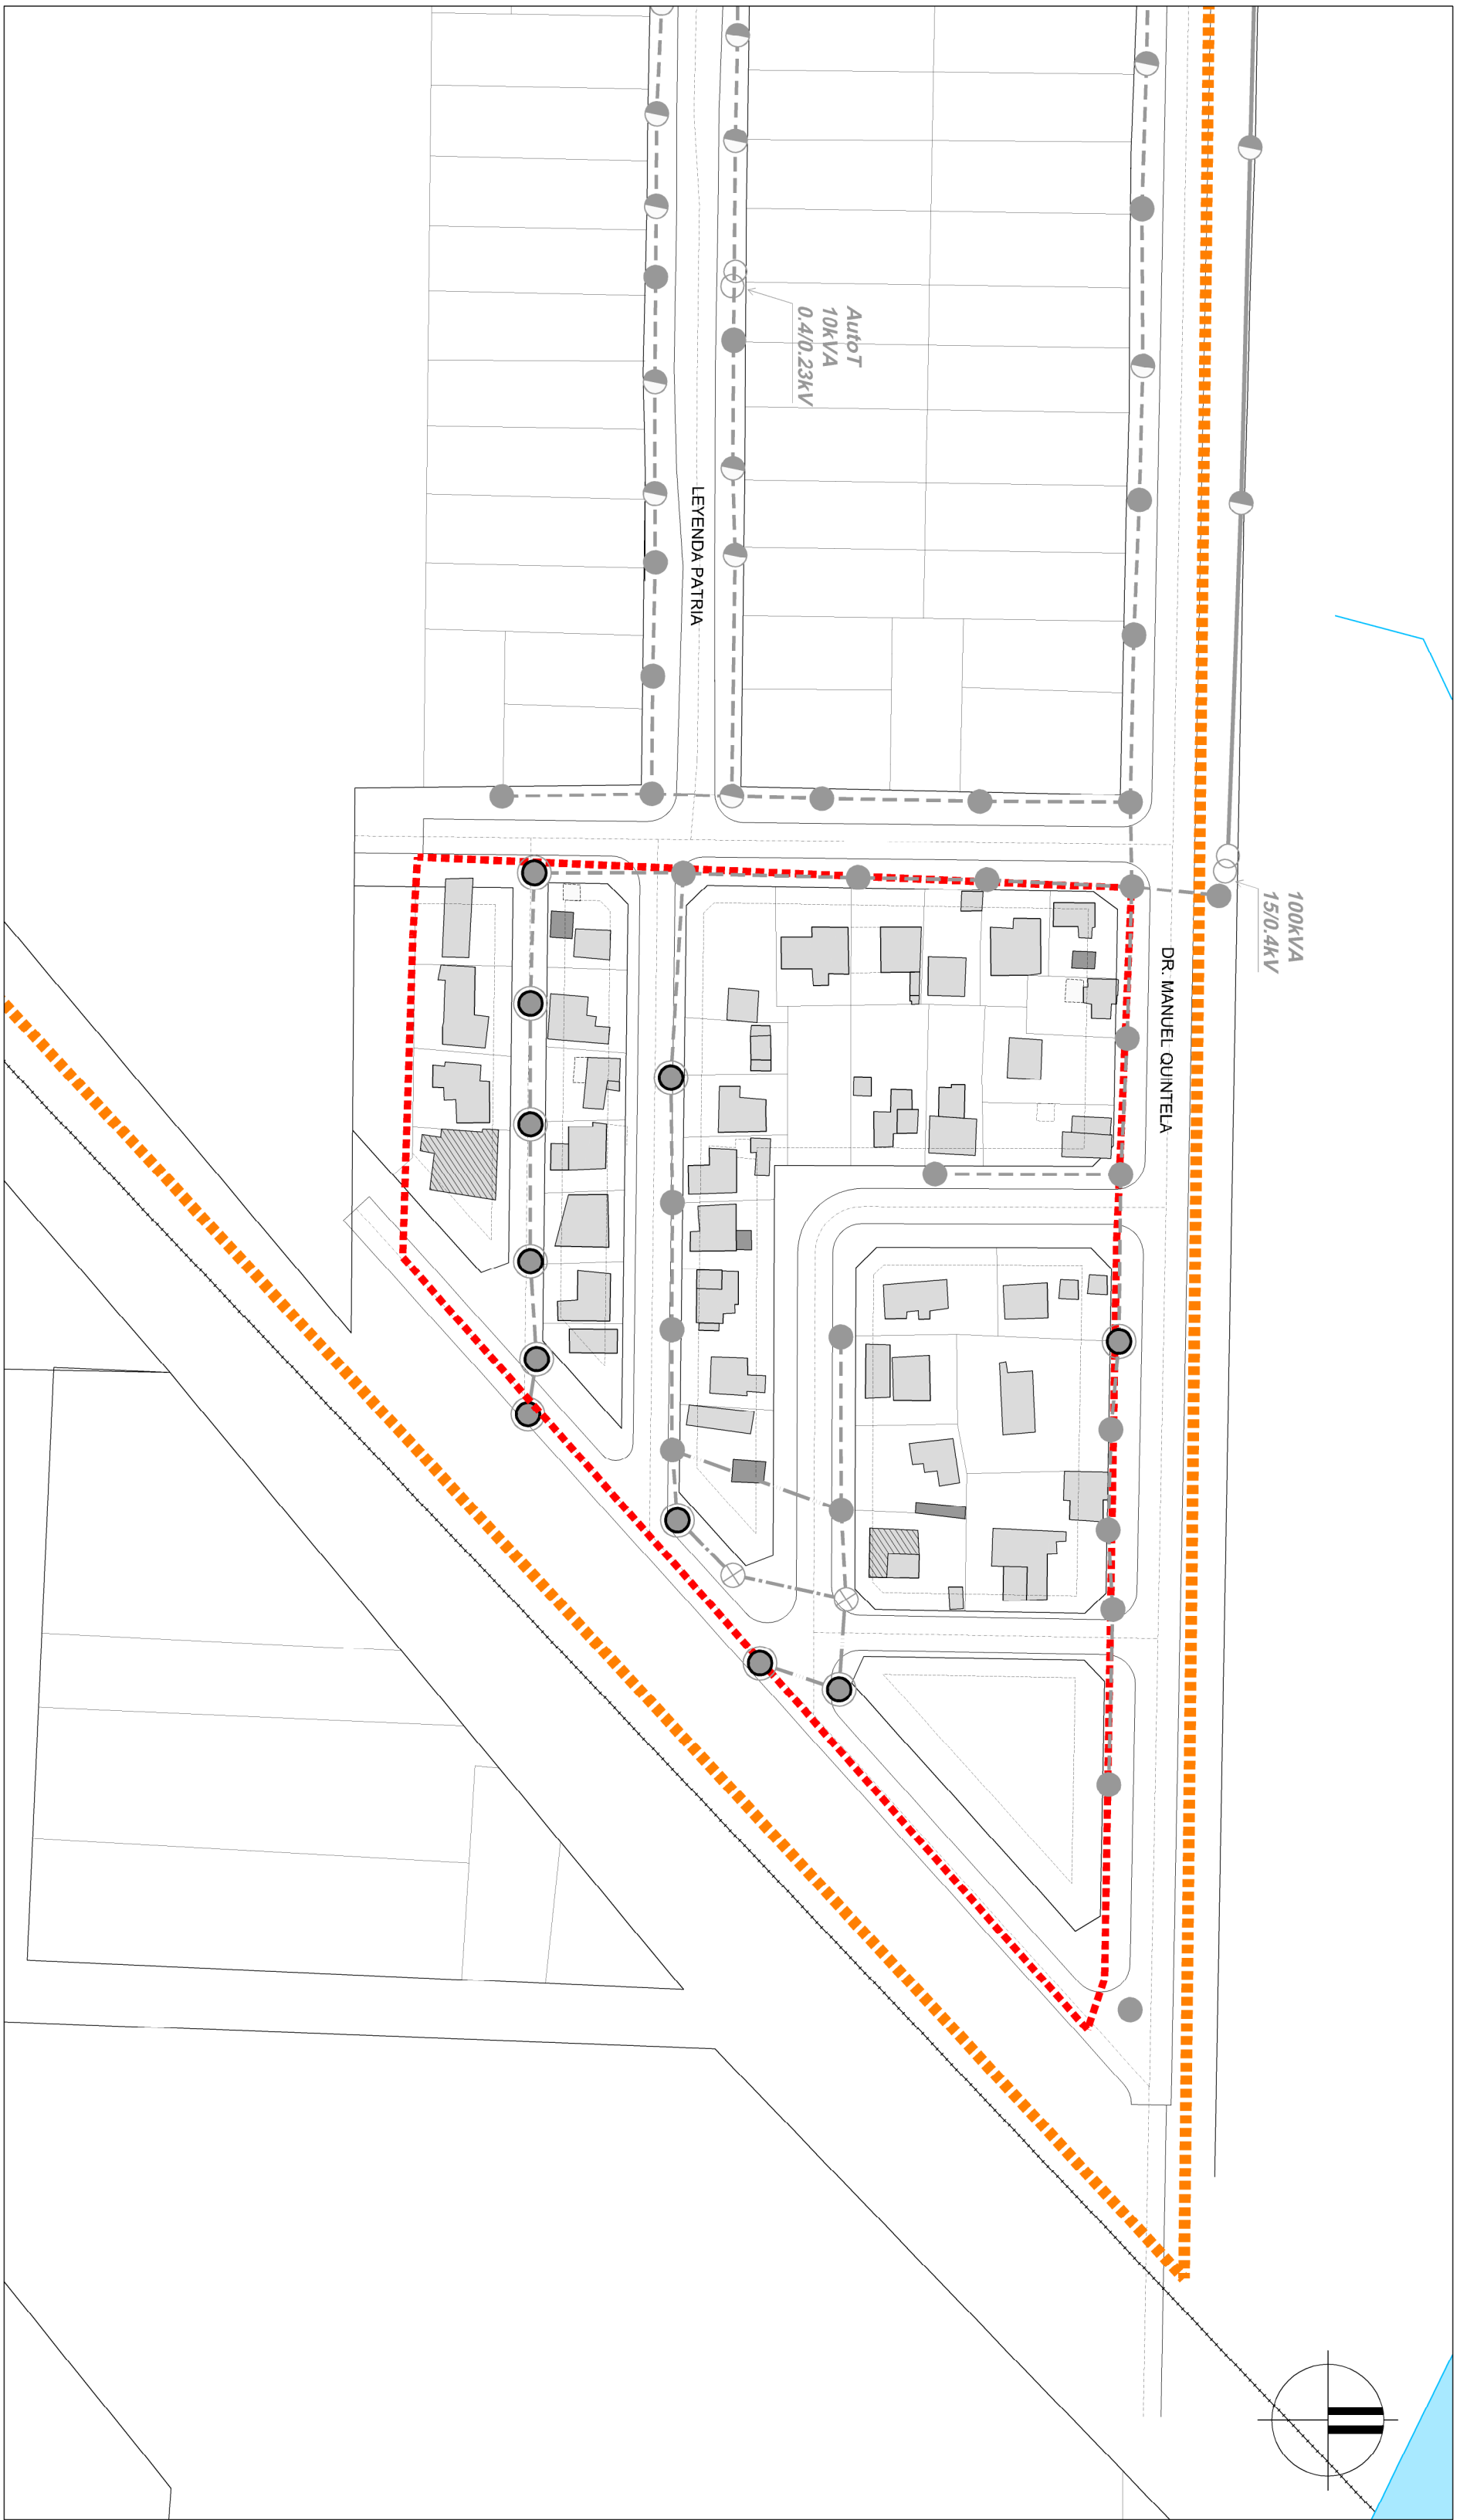 AutoT
10kVA
0.4/0.23kV
LEYENDA PATRIA
100kVA
15/0.4kV
DR. MANUEL QUINTELA